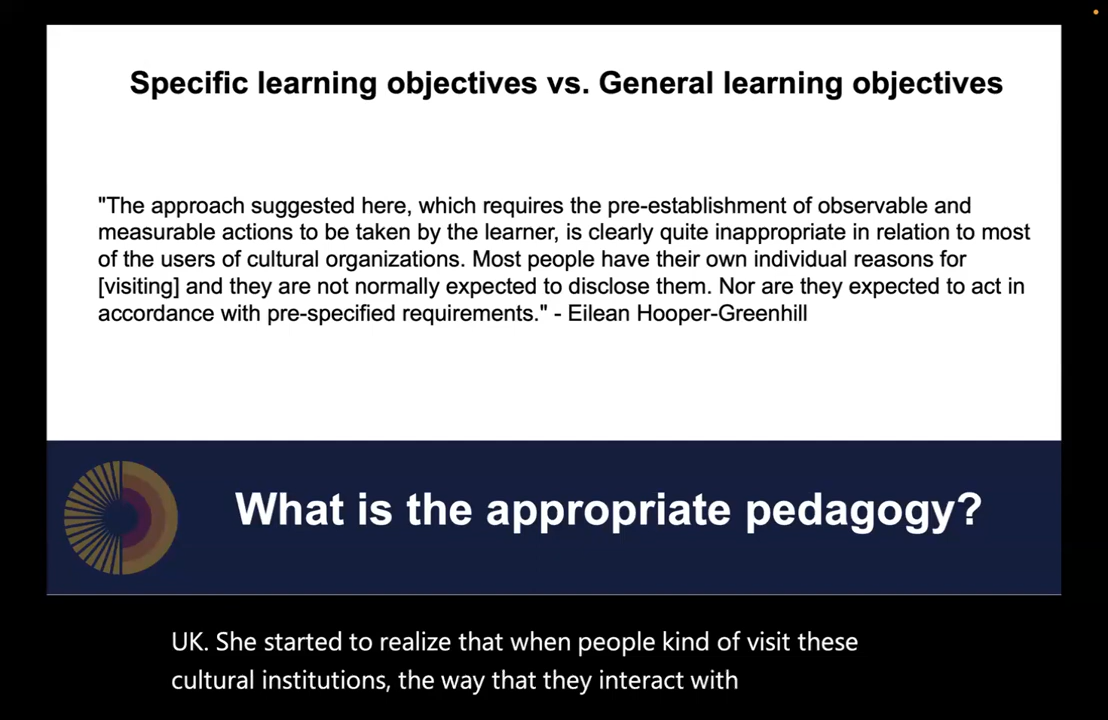 Specific learning objectives vs. General learning objectives
"The approach suggested here, which requires the pre-establishment of observable and
measurable actions to be taken by the learner, is clearly quite inappropriate in relation to most
of the users of cultural organizations. Most people have their own individual reasons for
[visiting] and they are not normally expected to disclose them. Nor are they expected to act in
accordance with pre-specified requirements." - Eilean Hooper-Greenhill
What is the appropriate pedagogy?
UK. She started to realize that when people kind of visit these
cultural institutions, the way that they interact with